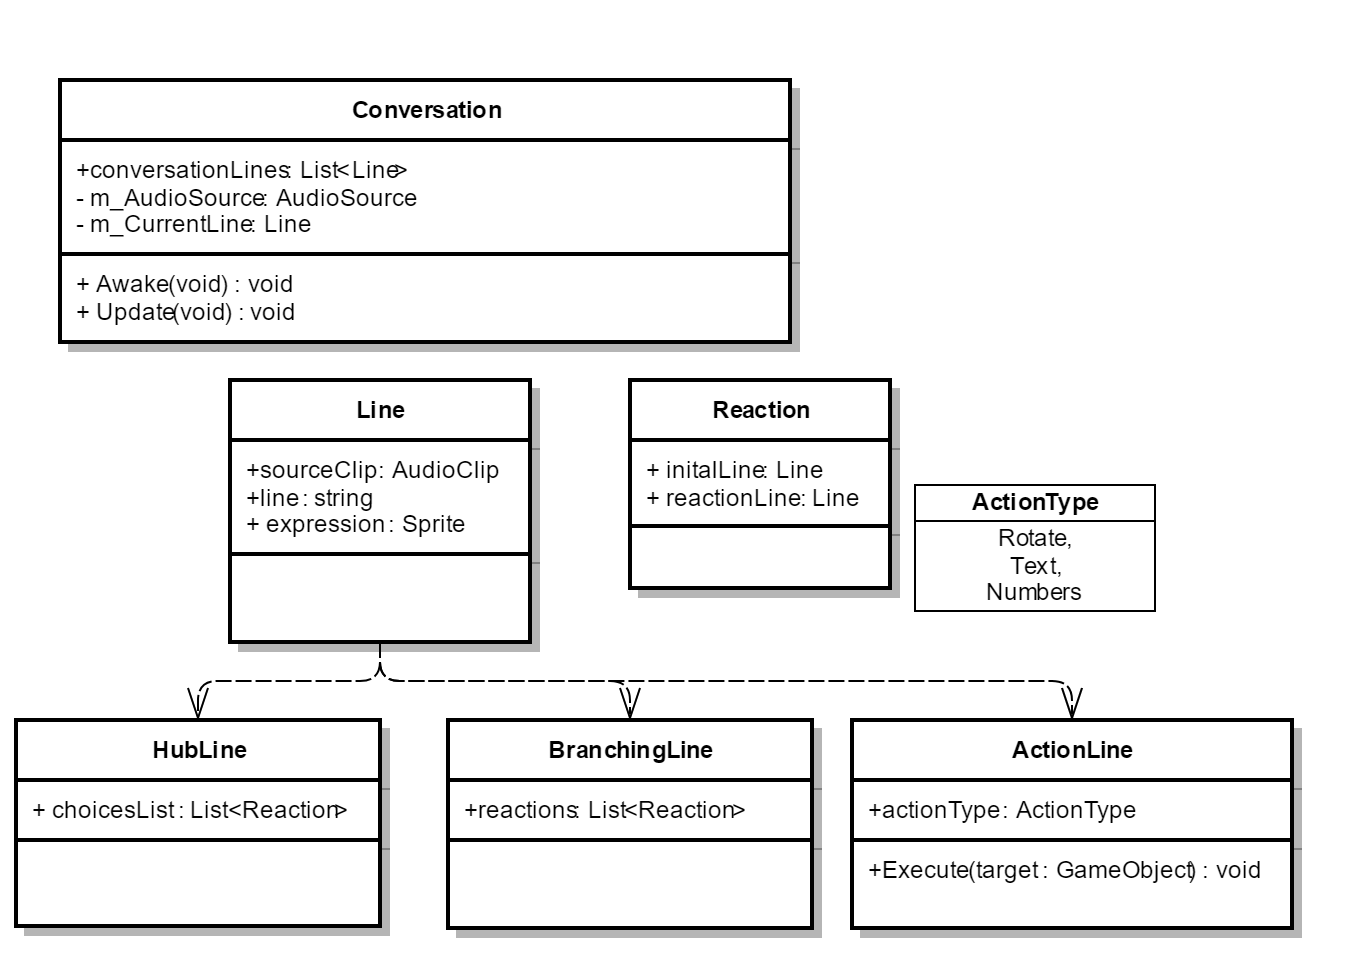 Conversation
+conversationLines: List<Line>
- m_AudioSource: AudioSource
- m_CurrentLine: Line
+ Awake(void) : void
+ Update(void) : void
Line
+sourceClip: AudioClip
+line: string
+ expression: Sprite
Reaction
+ initalLine: Line
+ reactionLine: Line
ActionType
Rotate,
Text,
Numbers
HubLine
+ choicesList: List<Reaction>
BranchingLine
+reactions: List<Reaction>
ActionLine
+actionType: ActionType
+Execute(target: GameObject) : void